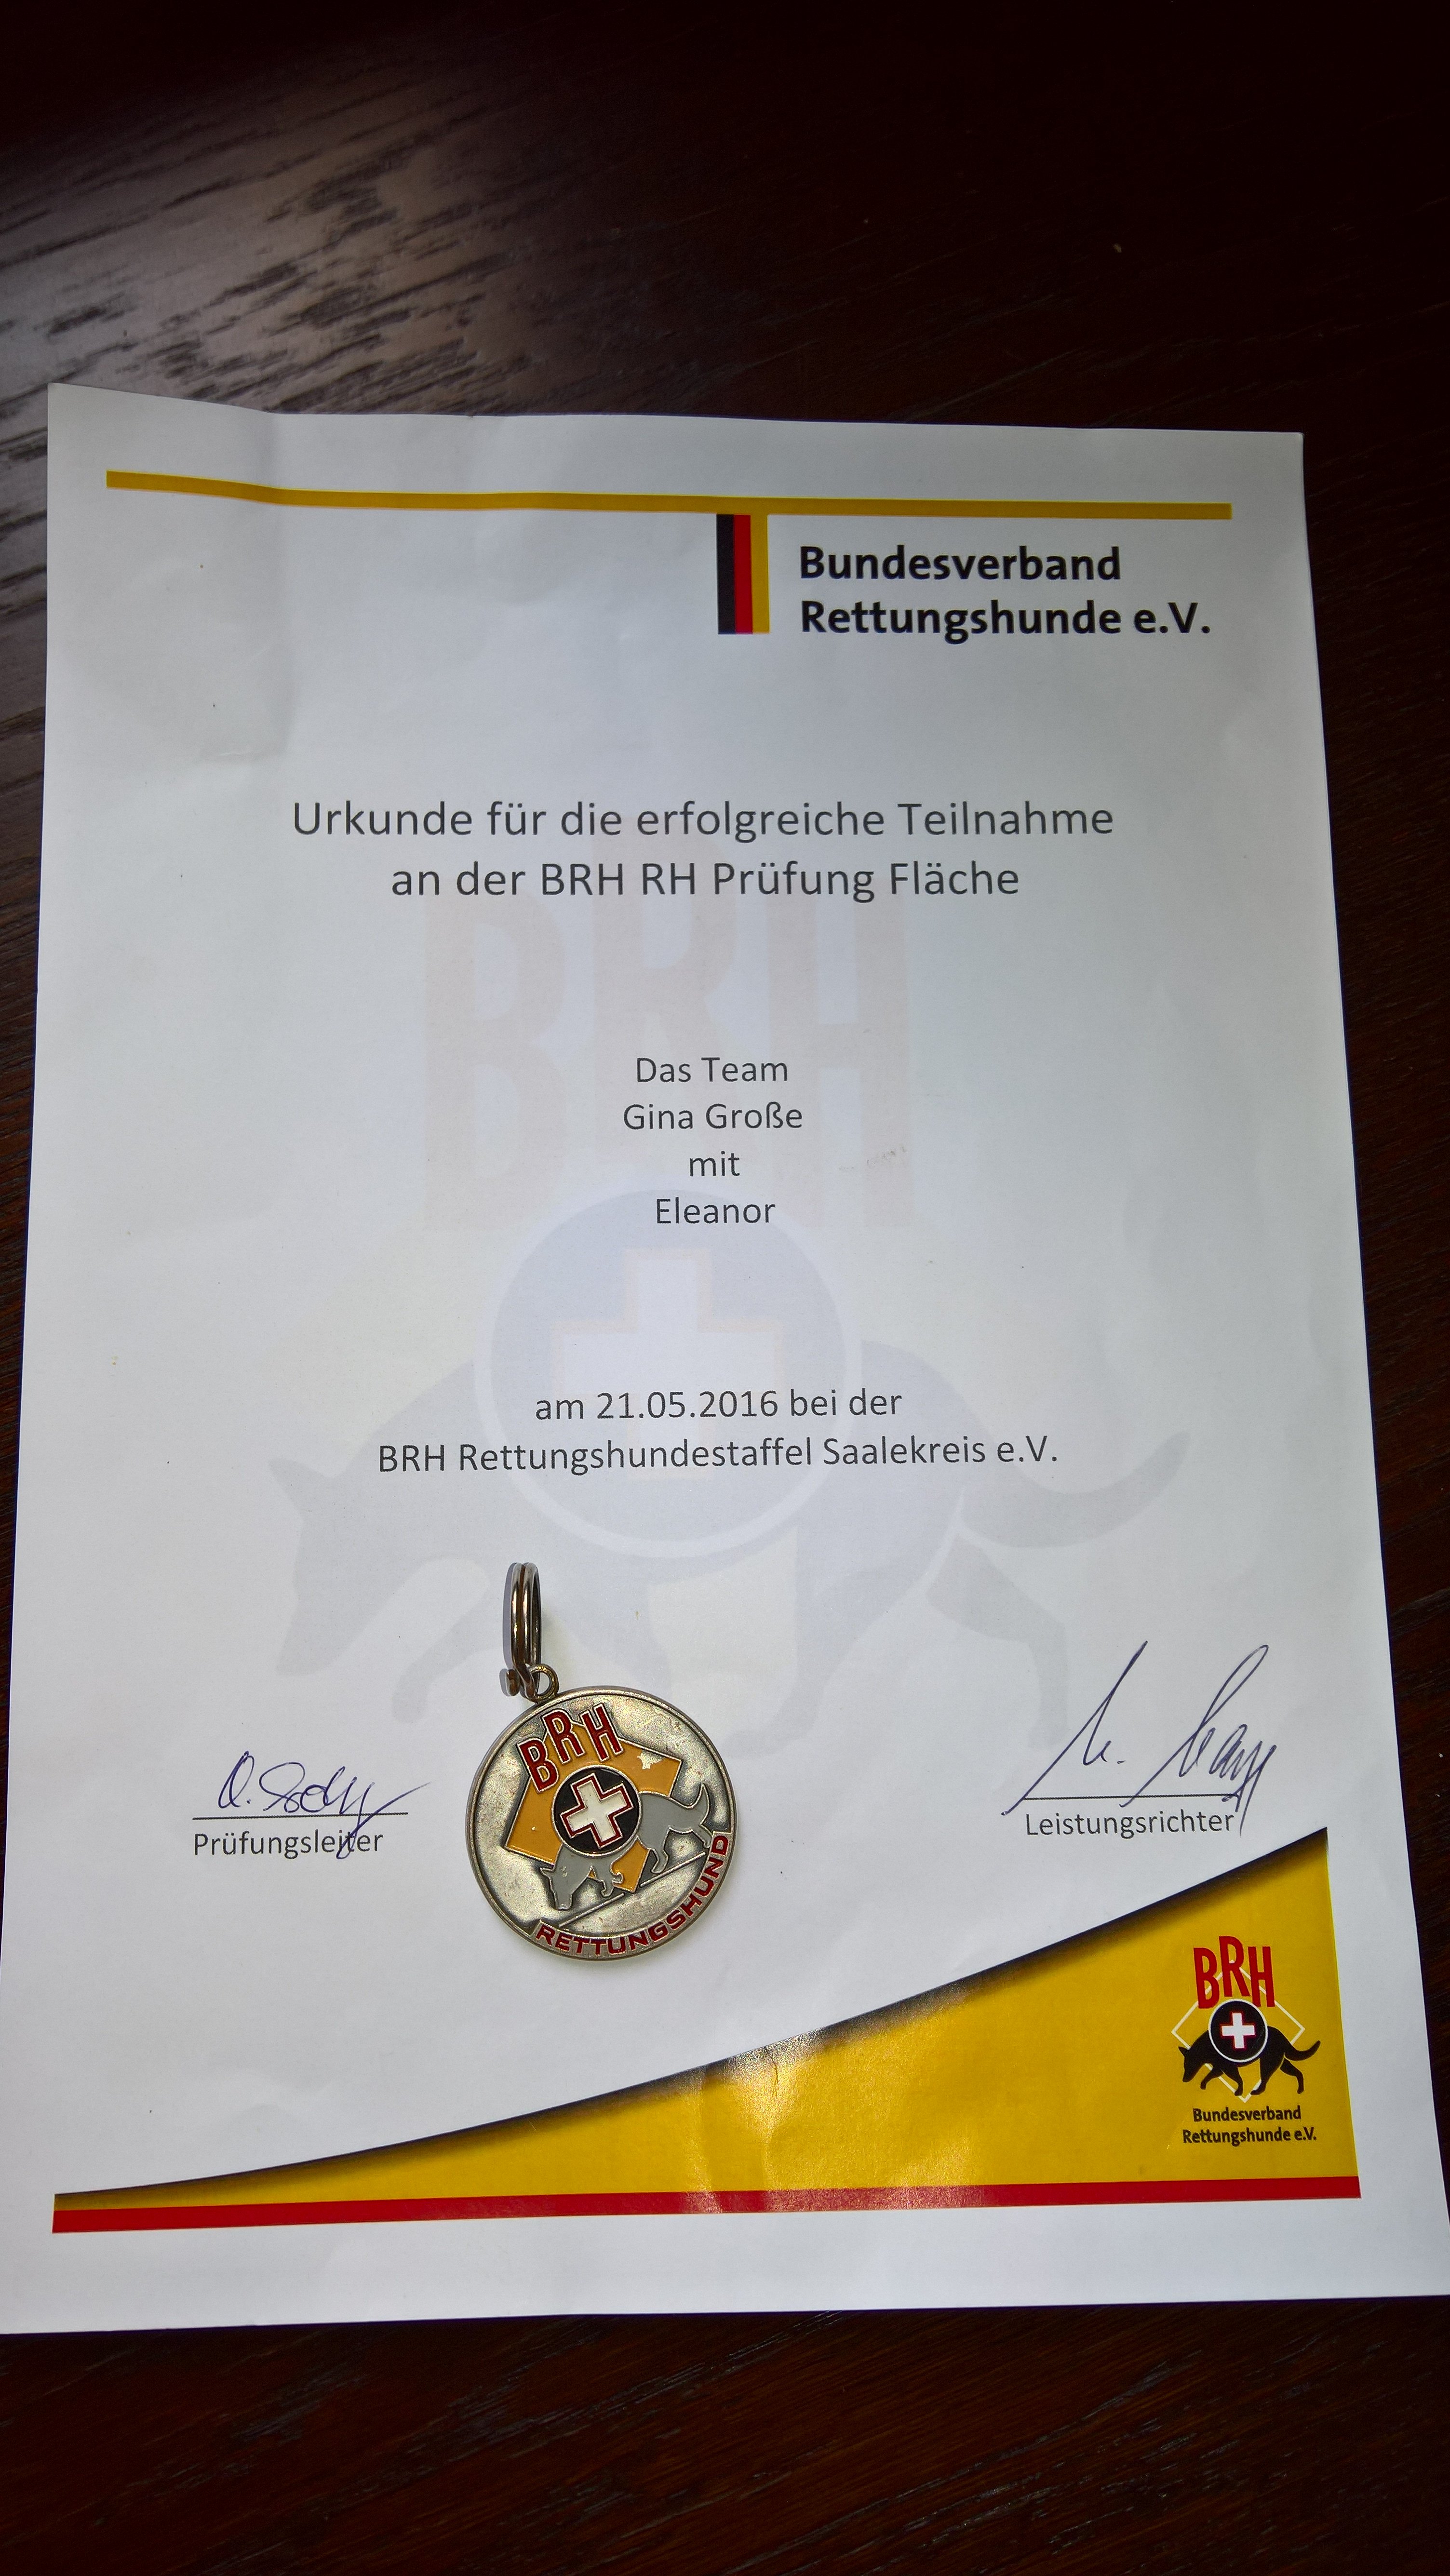 Bundesverband
Rettungshunde e.V.
Urkunde für die erfolgreiche Teilnahme
an der BRH RH Prüfung Fläche
BRH
Das Team
Gina Große
mit
Eleanor
am 21.05.2016 bei der
BRH Rettungshundestaffel Saalekreis e.V.
Prüfungsleiter
BRH
RETTUNGSHUND
Leistungsrichter
BRH
Bundesverband
Rettungshunde e.V.